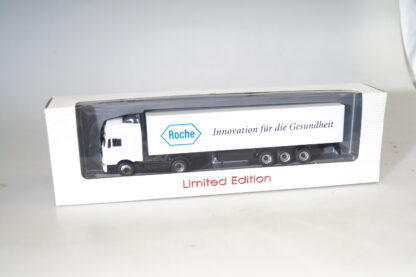 Roche Innovation für die Gesundheit
Limited Edition